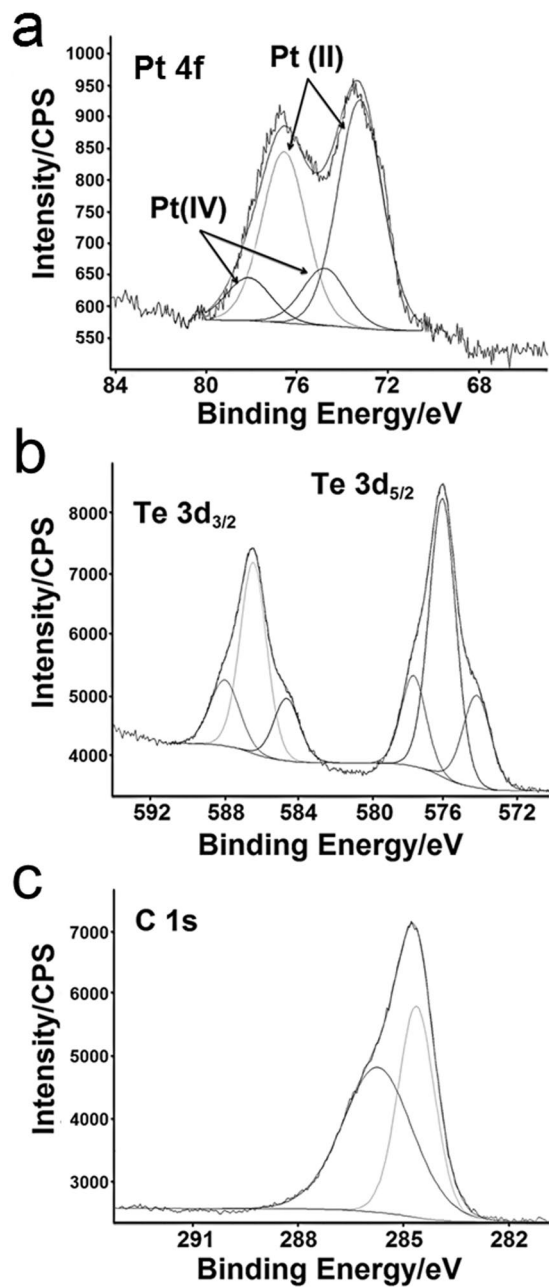 a
Pt 4f
Pt (II)
Pt(IV)
Intensity/CPS
1000
950
900
850
800
750
700
650
600
550
84 80 76 72 68
Binding Energy/eV
b
Te 3d3/2
Te 3d5/2
Intensity/CPS
8000
7000
6000
5000
4000
592 588 584 580 576 572
Binding Energy/eV
c
C 1s
Intensity/CPS
7000
6000
5000
4000
3000
291 288 285 282
Binding Energy/eV